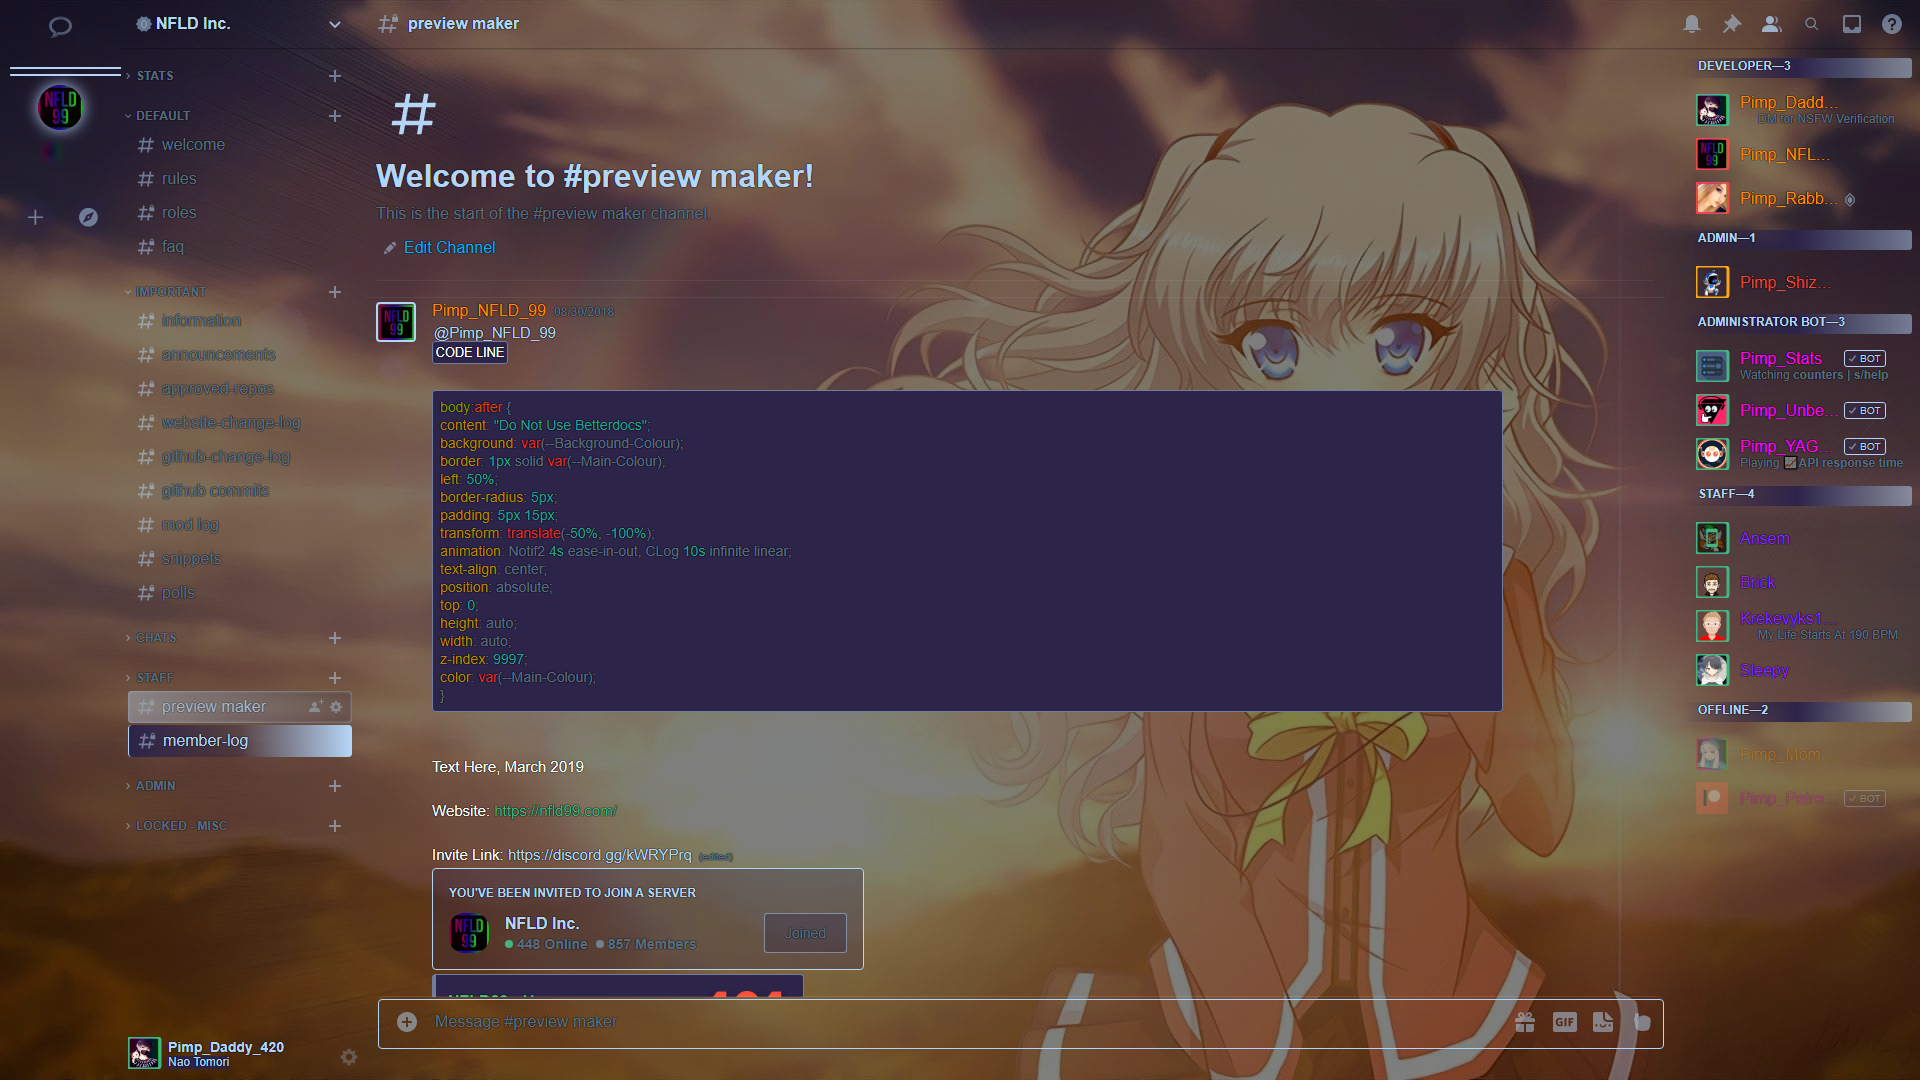 NFLD Inc.
STATS
DEFAULT
welcome
rules
roles
faq
IMPORTANT
information
announcements
approved-repos
website-change-log
github-change-log
github commits
mod log
snippets
polls
CHATS
STAFF
preview maker
member-log
ADMIN
LOCKED - MISC
Pimp_Daddy_420
Nao Tomori
preview maker
Welcome to #preview maker!
This is the start of the #preview maker channel.
Edit Channel
Pimp_NFLD_99 08/30/2018
@Pimp_NFLD_99
CODE LINE
body:after {
content: "Do Not Use Betterdocs";
background: var(--Background-Colour);
border: 1px solid var(--Main-Colour);
left: 50%;
border-radius: 5px;
padding: 5px 15px;
transform: translate(-50%, -100%);
animation: Notif2 4s ease-in-out, CLog 10s infinite linear;
text-align: center;
position: absolute;
top: 0;
height: auto;
width: auto;
z-index: 9997;
color: var(--Main-Colour);
}
Text Here, March 2019
Website: https://nfld99.com/
Invite Link: https://discord.gg/kWRYPrq (edited)
YOU'VE BEEN INVITED TO JOIN A SERVER
NFLD 99
NFLD Inc.
448 Online 857 Members
Joined
Message #preview maker
GIF
DEVELOPER—3
Pimp_Dadd...
DM for NSFW Verification
Pimp_NFL...
Pimp_Rabb...
ADMIN—1
Pimp_Shiz...
ADMINISTRATOR BOT—3
Pimp_Stats BOT
Watching counters | s/help
Pimp_Unbe... BOT
Pimp_YAG... BOT
Playing API response time
STAFF—4
Ansem
Brick
Krekevyks1...
My Life Starts At 190 BPM
Sleepy
OFFLINE—2
Pimp_Mom
Pimp_Patre... BOT